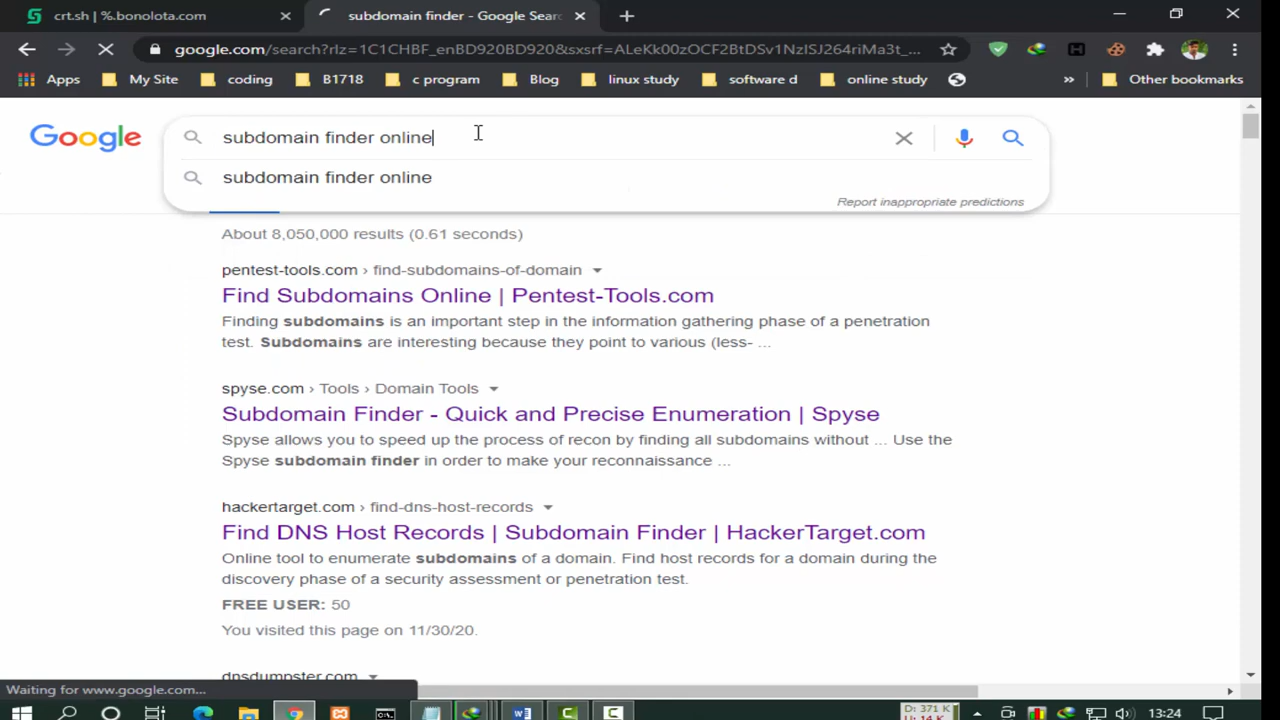 crt.sh | %.bonolota.com
subdomain finder - Google Searc
google.com/search?rlz=1C1CHBF_enBD920BD920&sxsrf=ALeKk00zOCF2BtDSv1NzISJ264riMa3t_...
Apps
My Site
coding
B1718
c program
Blog
linux study
software d
online study
»
Other bookmarks
Google
subdomain finder online
subdomain finder online
Report inappropriate predictions
About 8,050,000 results (0.61 seconds)
pentest-tools.com › find-subdomains-of-domain
Find Subdomains Online | Pentest-Tools.com
Finding subdomains is an important step in the information gathering phase of a penetration
test. Subdomains are interesting because they point to various (less- ...
spyse.com › Tools › Domain Tools
Subdomain Finder - Quick and Precise Enumeration | Spyse
Spyse allows you to speed up the process of recon by finding all subdomains without ... Use the
Spyse subdomain finder in order to make your reconnaissance ...
hackertarget.com › find-dns-host-records
Find DNS Host Records | Subdomain Finder | HackerTarget.com
Online tool to enumerate subdomains of a domain. Find host records for a domain during the
discovery phase of a security assessment or penetration test.
FREE USER: 50
You visited this page on 11/30/20.
dnsdumpster.com
Waiting for www.google.com...
D: 371 K
U: 14 K
13:24